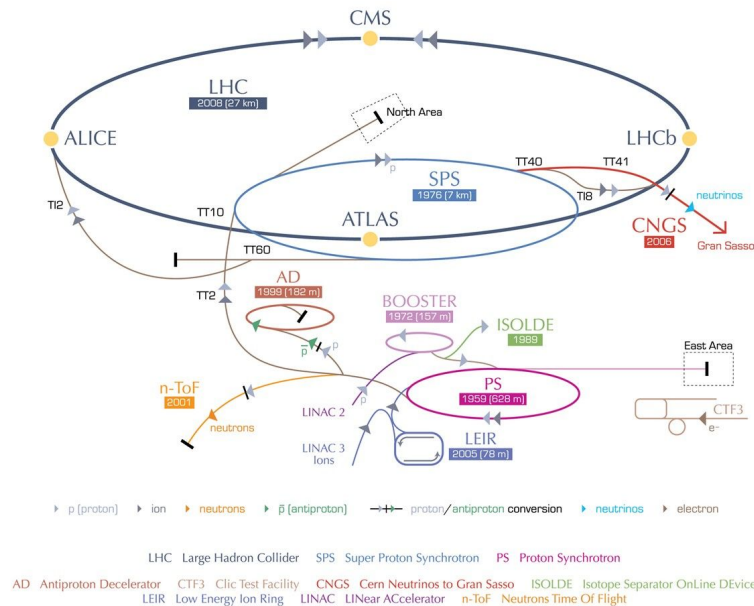 CMS
LHC
2008 (27 km)
North Area
ALICE
LHCb
TT40
TT41
SPS
1976 (7 km)
TI8
neutrinos
TI2
TT10
ATLAS
CNGS
2006
Gran Sasso
TT60
AD
1999 (182 m)
TT2
BOOSTER
1972 (157 m)
ISOLDE
1989
East Area
p
p̅
p
n-ToF
2001
LINAC 2
p
PS
1959 (628 m)
neutrons
CTF3
e-
LINAC 3
Ions
LEIR
2005 (78 m)
p (proton) ion neutrons p̅ (antiproton) proton/antiproton conversion neutrinos electron
LHC Large Hadron Collider SPS Super Proton Synchrotron PS Proton Synchrotron
AD Antiproton Decelerator CTF3 Clic Test Facility CNGS Cern Neutrinos to Gran Sasso ISOLDE Isotope Separator OnLine DEvice
LEIR Low Energy Ion Ring LINAC LINear ACcelerator n-ToF Neutrons Time Of Flight